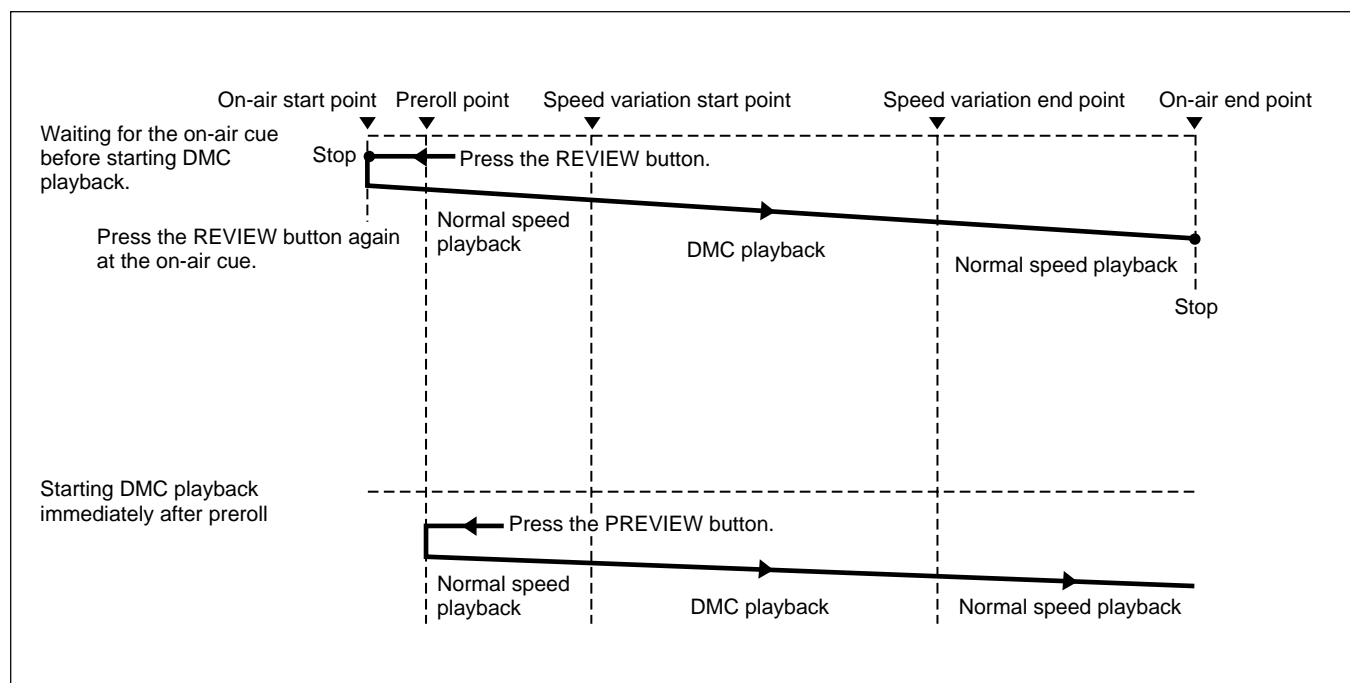 On-air start point Preroll point Speed variation start point Speed variation end point On-air end point
Waiting for the on-air cue
before starting DMC
playback.
Stop
Press the REVIEW button.
Normal speed
playback
DMC playback
Normal speed playback
Press the REVIEW button again
at the on-air cue.
Stop
Starting DMC playback
immediately after preroll
Press the PREVIEW button.
Normal speed
playback
DMC playback
Normal speed playback